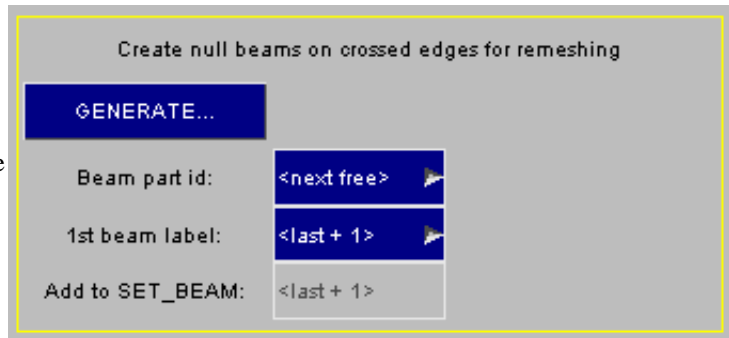 Create null beams on crossed edges for remeshing
GENERATE...
e
Beam part id: <next free>
1st beam label: <last + 1>
Add to SET_BEAM: <last + 1>